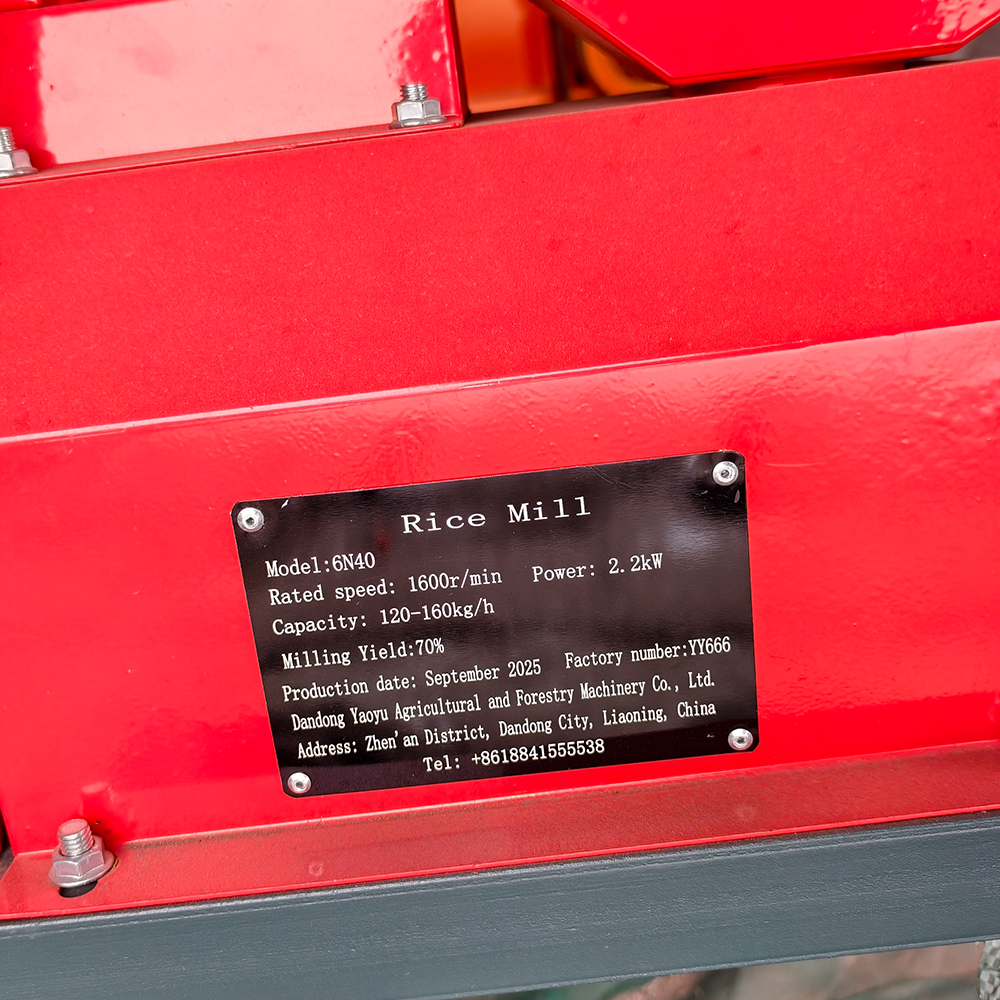 Rice Mill
Model:6N40
Rated speed: 1600r/min Power: 2.2kW
Capacity: 120-160kg/h
Milling Yield:70%
Production date: September 2025 Factory number:YY666
Dandong Yaoyu Agricultural and Forestry Machinery Co., Ltd.
Address: Zhen'an District, Dandong City, Liaoning, China
Tel: +8618841555538